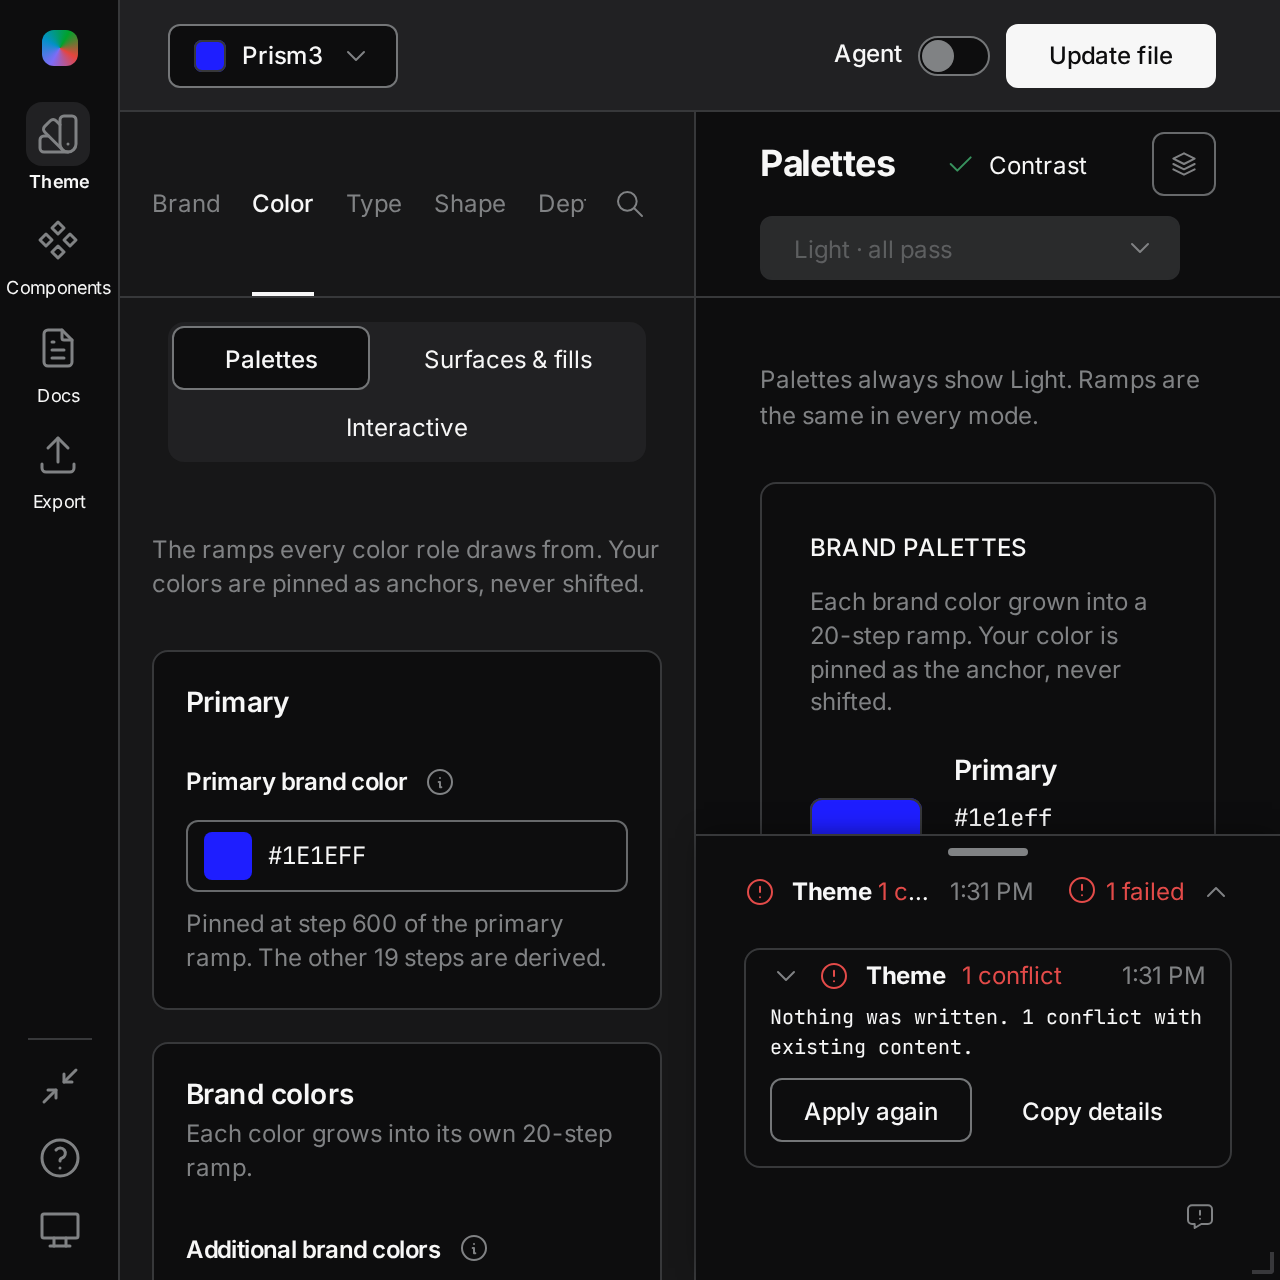 Prism3
Agent
Update file
Theme
Components
Docs
Export
Brand
Color
Type
Shape
Dep
Palettes
Surfaces & fills
Interactive
The ramps every color role draws from. Your
colors are pinned as anchors, never shifted.
Primary
Primary brand color
#1E1EFF
Pinned at step 600 of the primary
ramp. The other 19 steps are derived.
Brand colors
Each color grows into its own 20-step
ramp.
Additional brand colors
Palettes
Contrast
Light · all pass
Palettes always show Light. Ramps are
the same in every mode.
BRAND PALETTES
Each brand color grown into a
20-step ramp. Your color is
pinned as the anchor, never
shifted.
Primary
#1e1eff
Theme 1 c... 1:31 PM 1 failed
Theme 1 conflict 1:31 PM
Nothing was written. 1 conflict with
existing content.
Apply again
Copy details